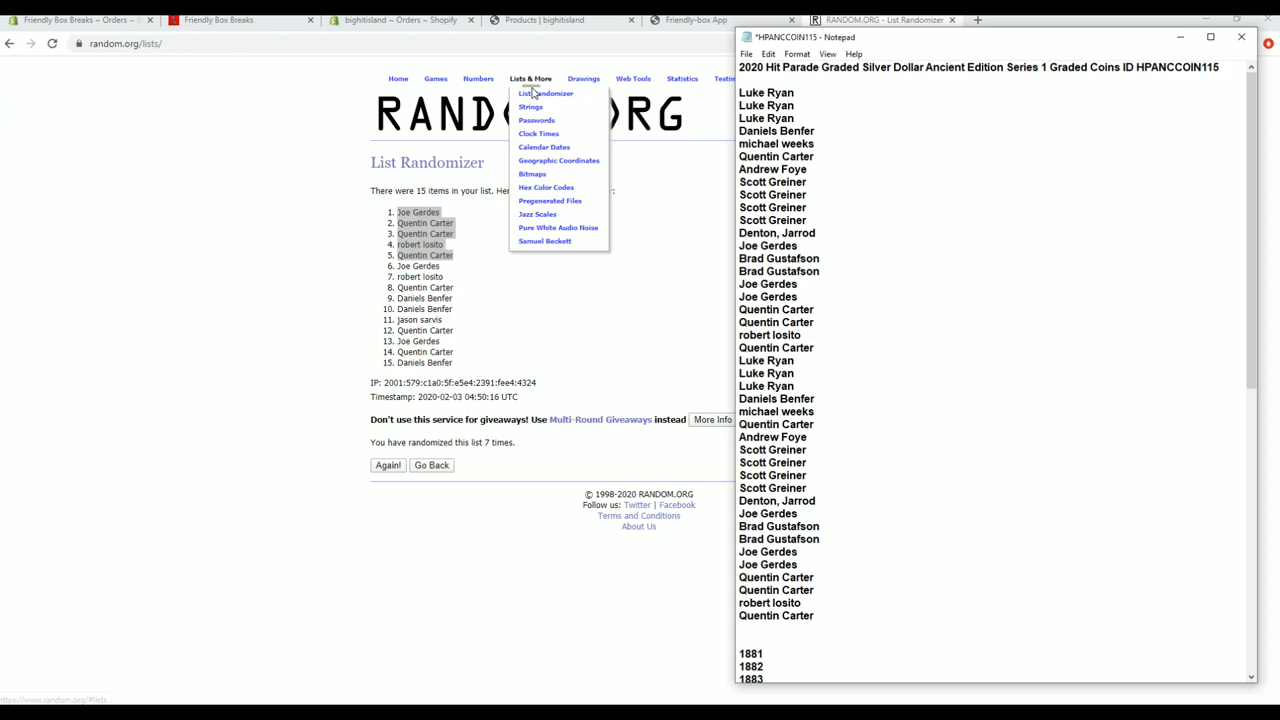 Friendly Box Breaks ~ Orders ~ S
Friendly Box Breaks
bighitisland ~ Orders ~ Shopify
Products | bighitisland
Friendly-box App
RANDOM.ORG - List Randomizer
random.org/lists/
Home
Games
Numbers
Lists & More
Drawings
Web Tools
Statistics
Testim
List Randomizer
Strings
Passwords
Clock Times
Calendar Dates
Geographic Coordinates
Bitmaps
Hex Color Codes
Pregenerated Files
Jazz Scales
Pure White Audio Noise
Samuel Beckett
List Randomizer
There were 15 items in your list. Her
1. Joe Gerdes
2. Quentin Carter
3. Quentin Carter
4. robert losito
5. Quentin Carter
6. Joe Gerdes
7. robert losito
8. Quentin Carter
9. Daniels Benfer
10. Daniels Benfer
11. jason sarvis
12. Quentin Carter
13. Joe Gerdes
14. Quentin Carter
15. Daniels Benfer
IP: 2001:579:c1a0:5f:e5e4:2391:fee4:4324
Timestamp: 2020-02-03 04:50:16 UTC
Don't use this service for giveaways! Use Multi-Round Giveaways instead More Info
You have randomized this list 7 times.
Again! Go Back
© 1998-2020 RANDOM.ORG
Follow us: Twitter | Facebook
Terms and Conditions
About Us
https://www.random.org/#lists
*HPANCCOIN115 - Notepad
File Edit Format View Help
2020 Hit Parade Graded Silver Dollar Ancient Edition Series 1 Graded Coins ID HPANCCOIN115
Luke Ryan
Luke Ryan
Luke Ryan
Daniels Benfer
michael weeks
Quentin Carter
Andrew Foye
Scott Greiner
Scott Greiner
Scott Greiner
Scott Greiner
Denton, Jarrod
Joe Gerdes
Brad Gustafson
Brad Gustafson
Joe Gerdes
Joe Gerdes
Quentin Carter
Quentin Carter
robert losito
Quentin Carter
Luke Ryan
Luke Ryan
Luke Ryan
Daniels Benfer
michael weeks
Quentin Carter
Andrew Foye
Scott Greiner
Scott Greiner
Scott Greiner
Scott Greiner
Denton, Jarrod
Joe Gerdes
Brad Gustafson
Brad Gustafson
Joe Gerdes
Joe Gerdes
Quentin Carter
Quentin Carter
robert losito
Quentin Carter
1881
1882
1883